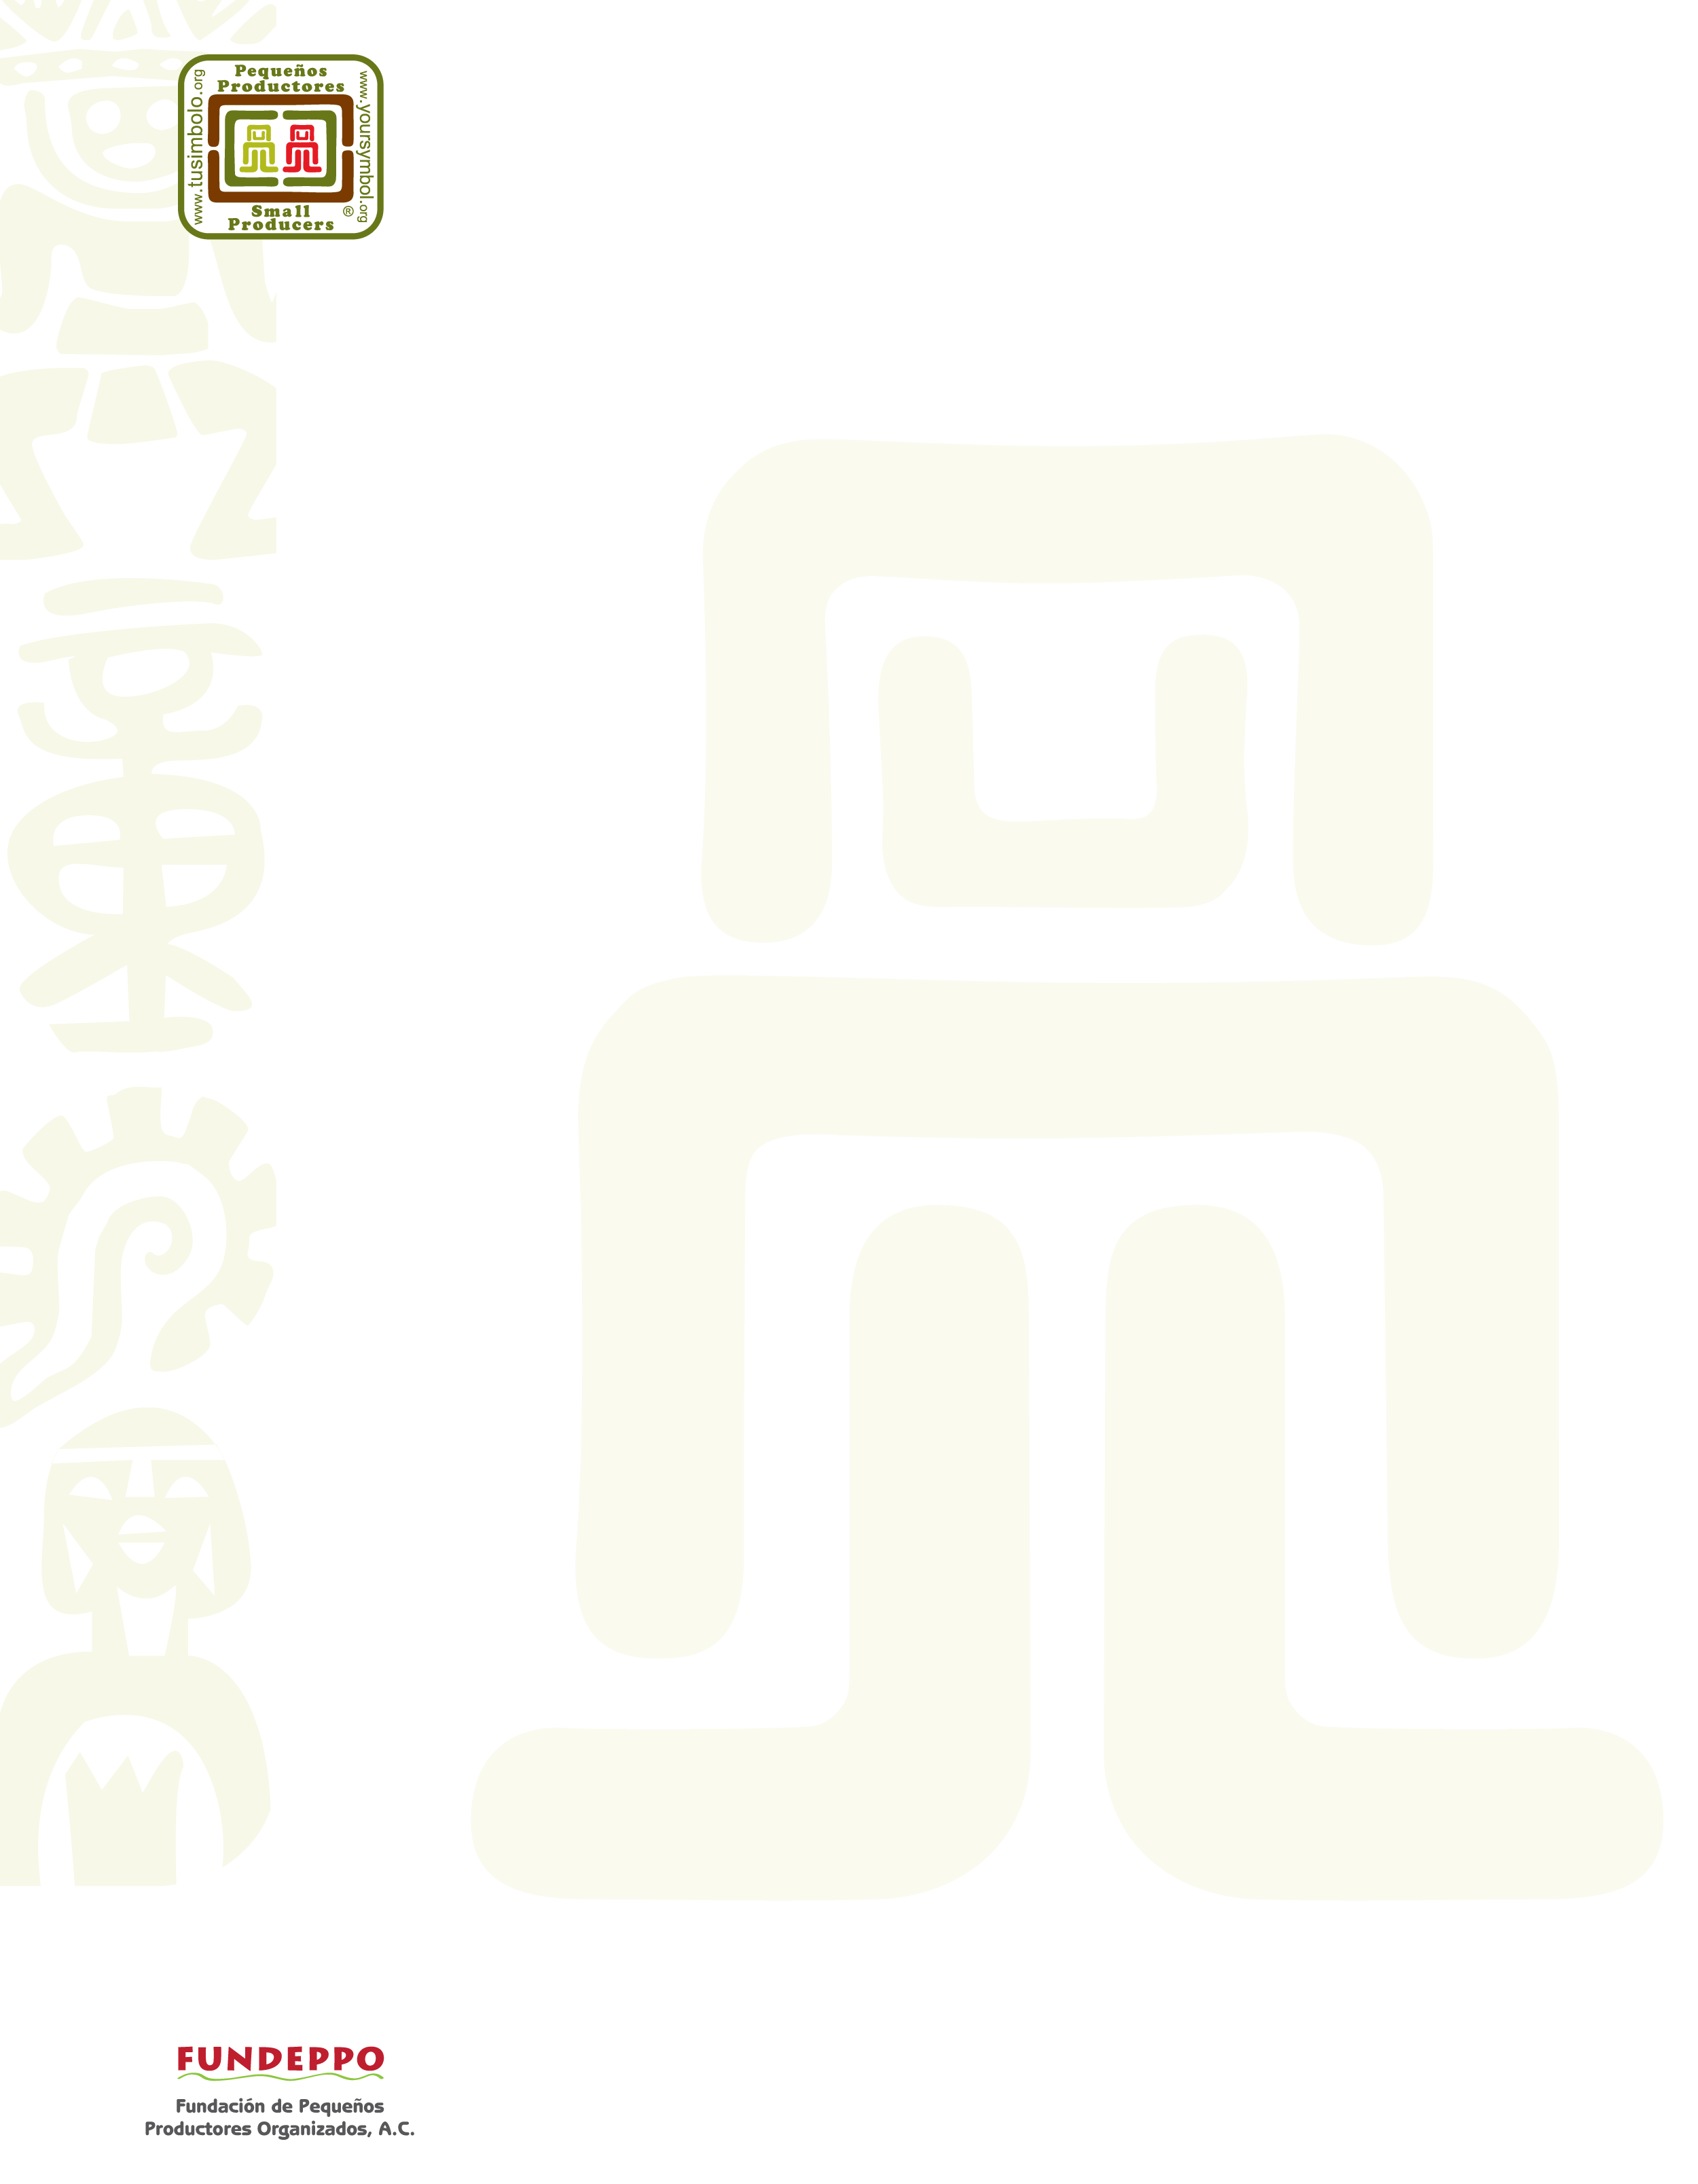 Pequeños
Productores
www.tusimbolo.org
www.yoursymbol.org
Small
Producers
®
FUNDEPPO
Fundación de Pequeños
Productores Organizados, A.C.